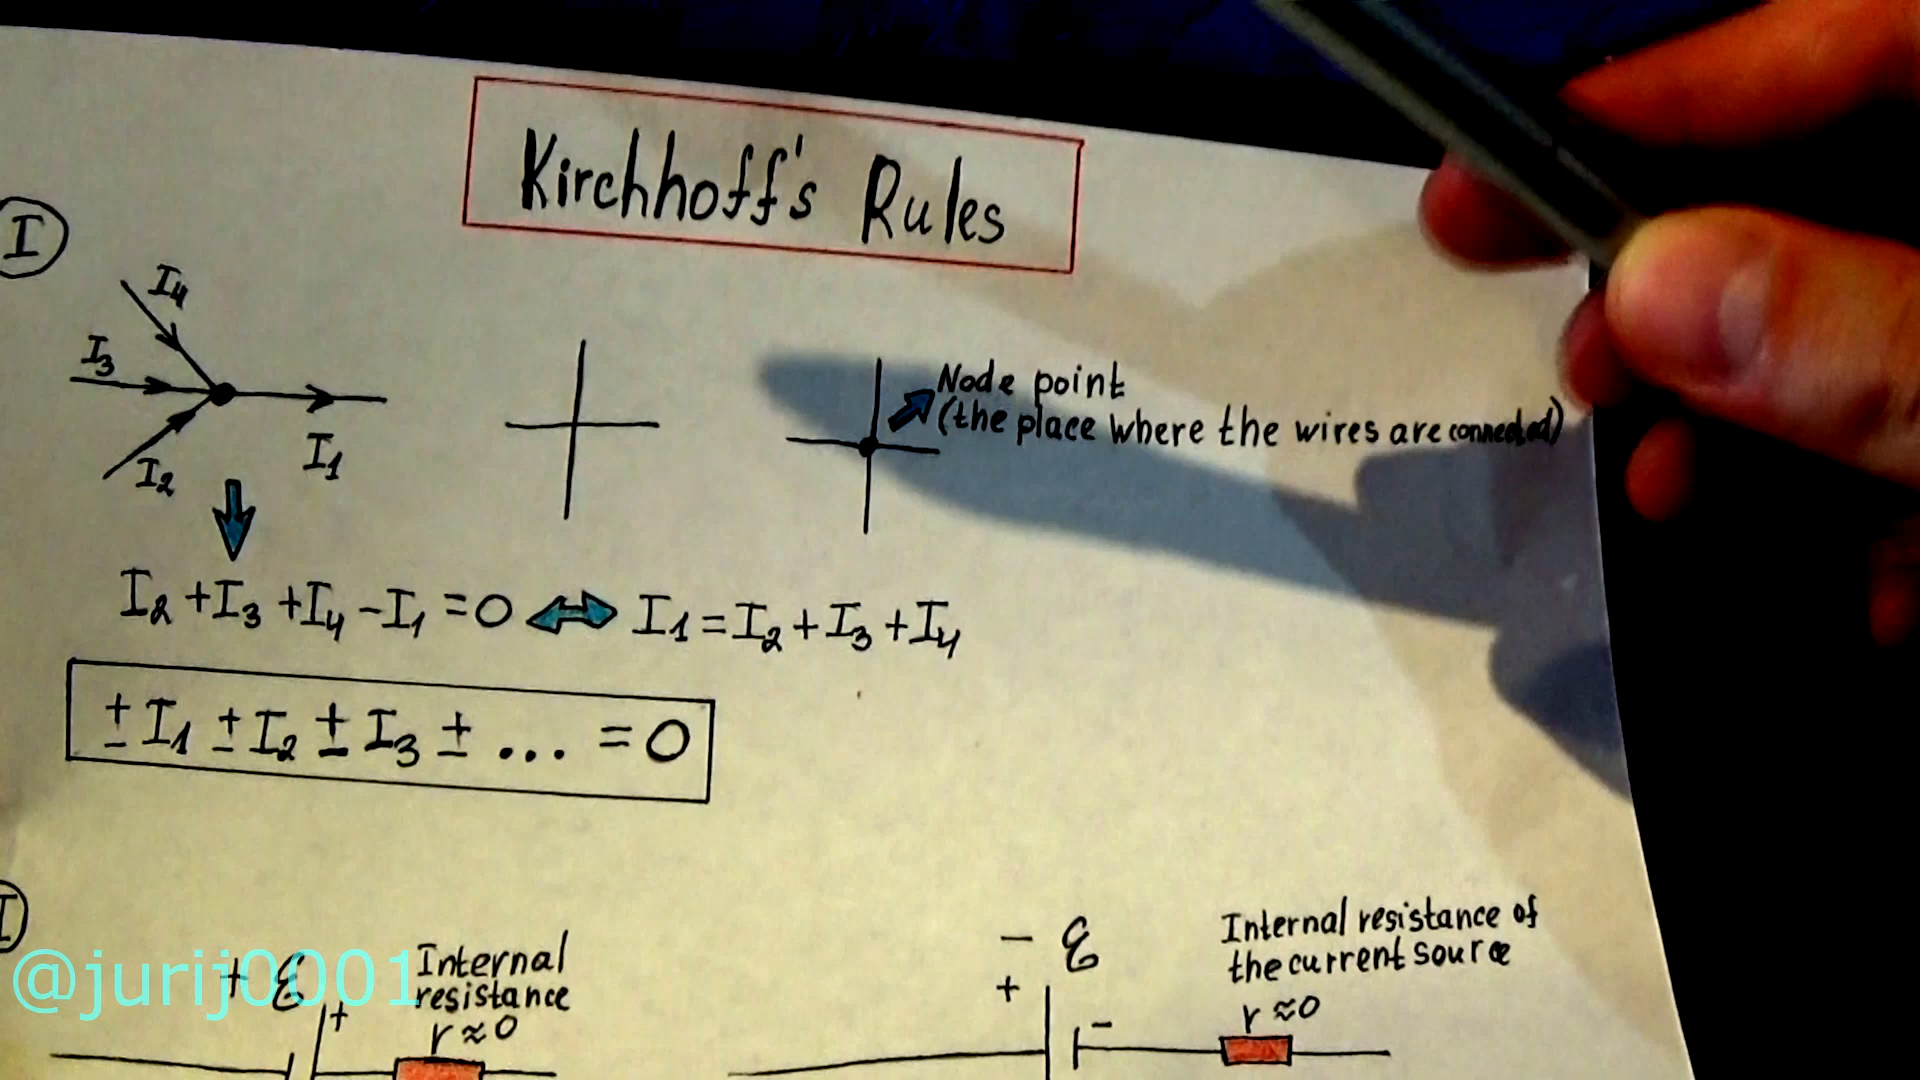 Kirchhoff's Rules
I
I4
I3
I2
I1
Node point
(the place where the wires are connected)
I2 + I3 + I4 - I1 = 0 ⇔ I1 = I2 + I3 + I4
± I1 ± I2 ± I3 ± ... = 0
+ ℰ
+
Internal
resistance
r ≈ 0
- ℰ
+
-
Internal resistance of
the current source
r ≈ 0
@jurij0001